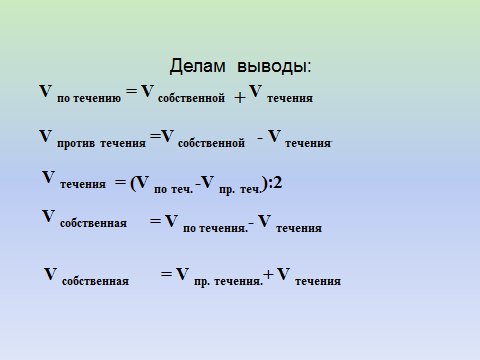 Делам выводы:
V по течению = V собственной + V течения
V против течения =V собственной - V течения
V течения = (V по теч. -V пр. теч.):2
V собственная = V по течения.- V течения
V собственная = V пр. течения.+ V течения